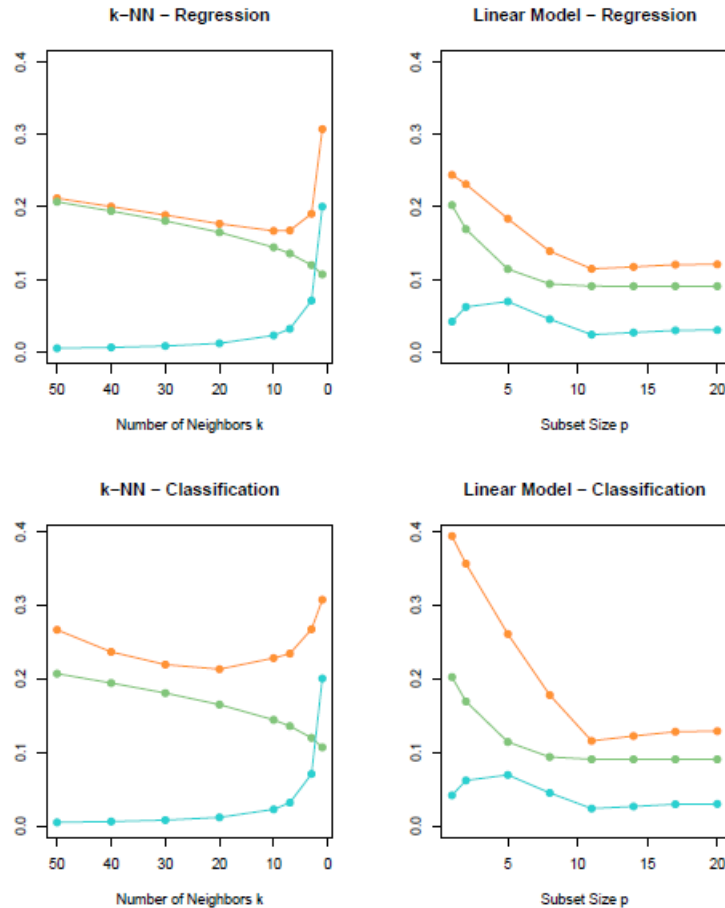 k−NN − Regression
0.0 0.1 0.2 0.3 0.4
50 40 30 20 10 0
Number of Neighbors k
Linear Model − Regression
0.0 0.1 0.2 0.3 0.4
5 10 15 20
Subset Size p
k−NN − Classification
0.0 0.1 0.2 0.3 0.4
50 40 30 20 10 0
Number of Neighbors k
Linear Model − Classification
0.0 0.1 0.2 0.3 0.4
5 10 15 20
Subset Size p